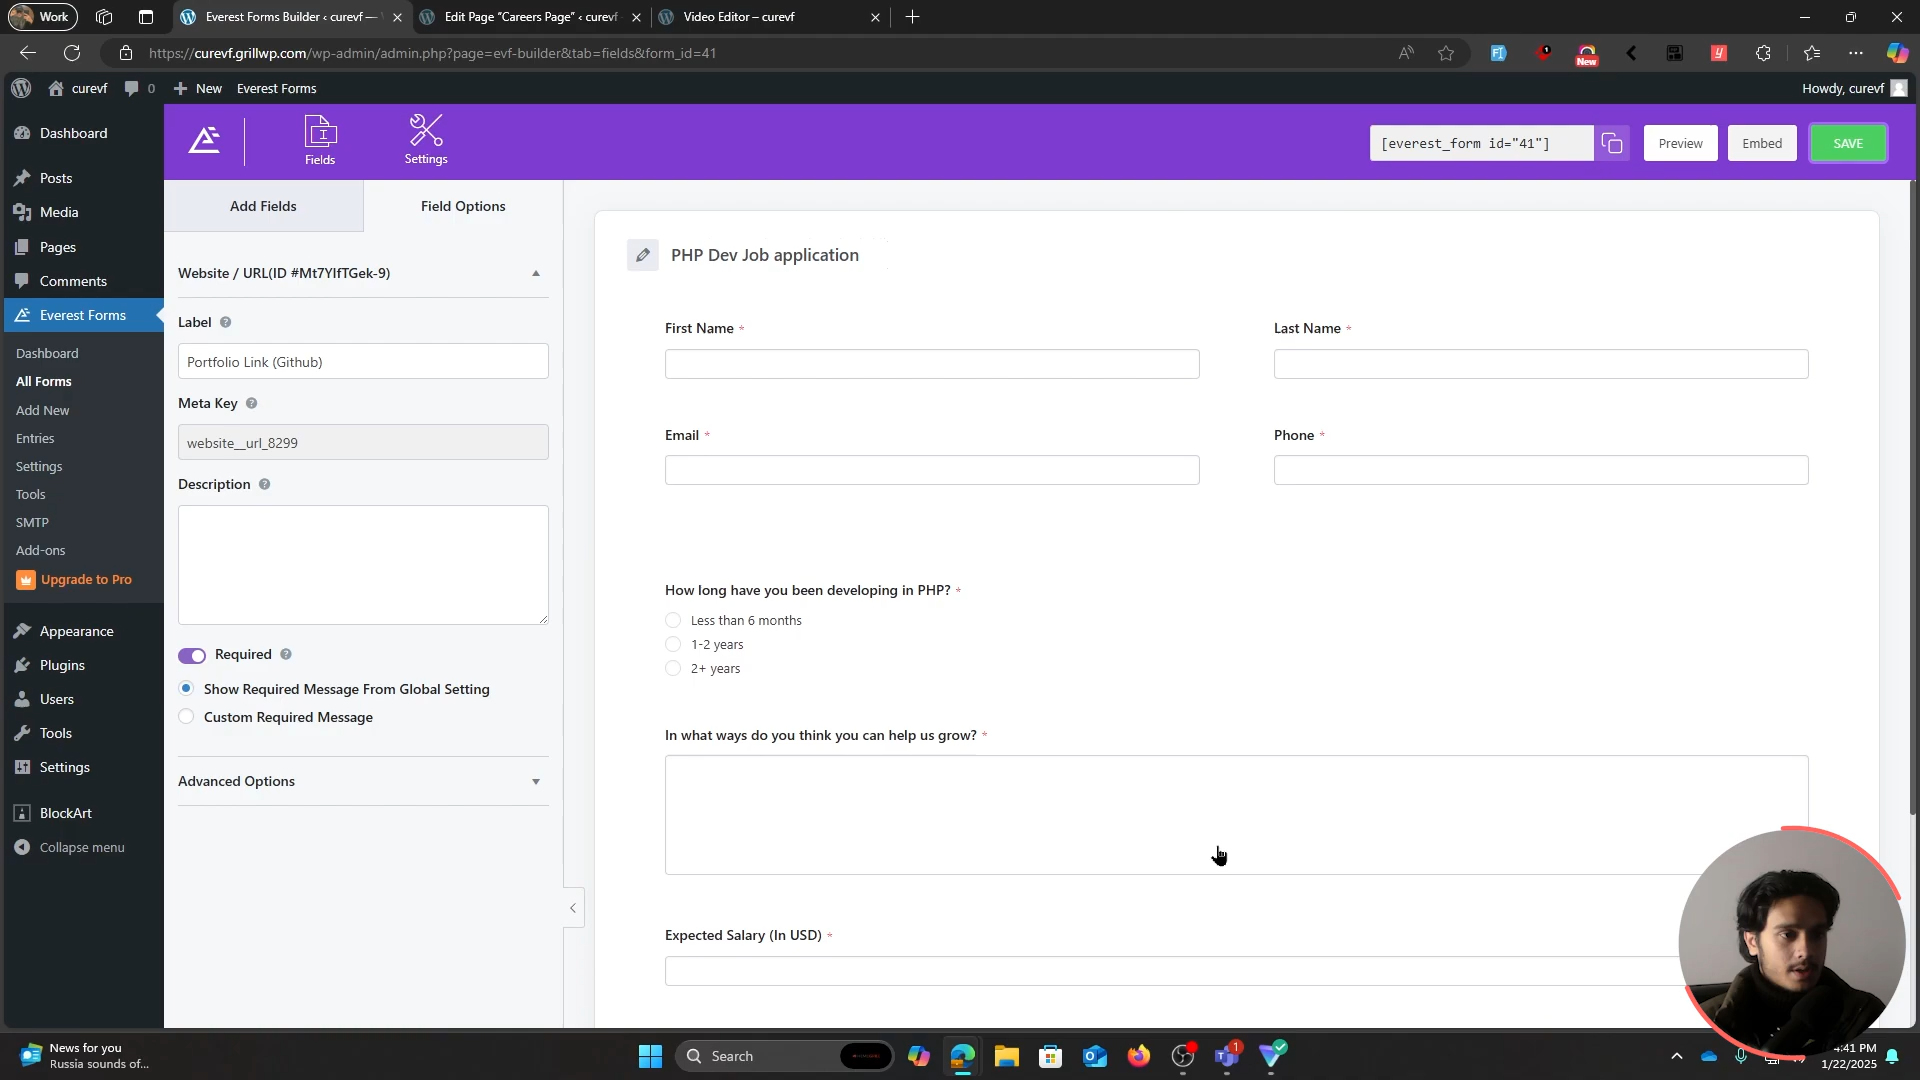 Work
Everest Forms Builder ‹ curevf —
Edit Page “Careers Page” ‹ curevf
Video Editor – curevf
https://curevf.grillwp.com/wp-admin/admin.php?page=evf-builder&tab=fields&form_id=41
New
curevf
0
New
Everest Forms
Howdy, curevf
Dashboard
Posts
Media
Pages
Comments
Everest Forms
Dashboard
All Forms
Add New
Entries
Settings
Tools
SMTP
Add-ons
Upgrade to Pro
Appearance
Plugins
Users
Tools
Settings
BlockArt
Collapse menu
Fields
Settings
[everest_form id="41"]
Preview
Embed
SAVE
Add Fields
Field Options
Website / URL(ID #Mt7YlfTGek-9)
Label
Portfolio Link (Github)
Meta Key
website__url_8299
Description
Required
Show Required Message From Global Setting
Custom Required Message
Advanced Options
PHP Dev Job application
First Name *
Last Name *
Email *
Phone *
How long have you been developing in PHP? *
Less than 6 months
1-2 years
2+ years
In what ways do you think you can help us grow? *
Expected Salary (In USD) *
News for you
Russia sounds of...
Search
1
4:41 PM
1/22/2025